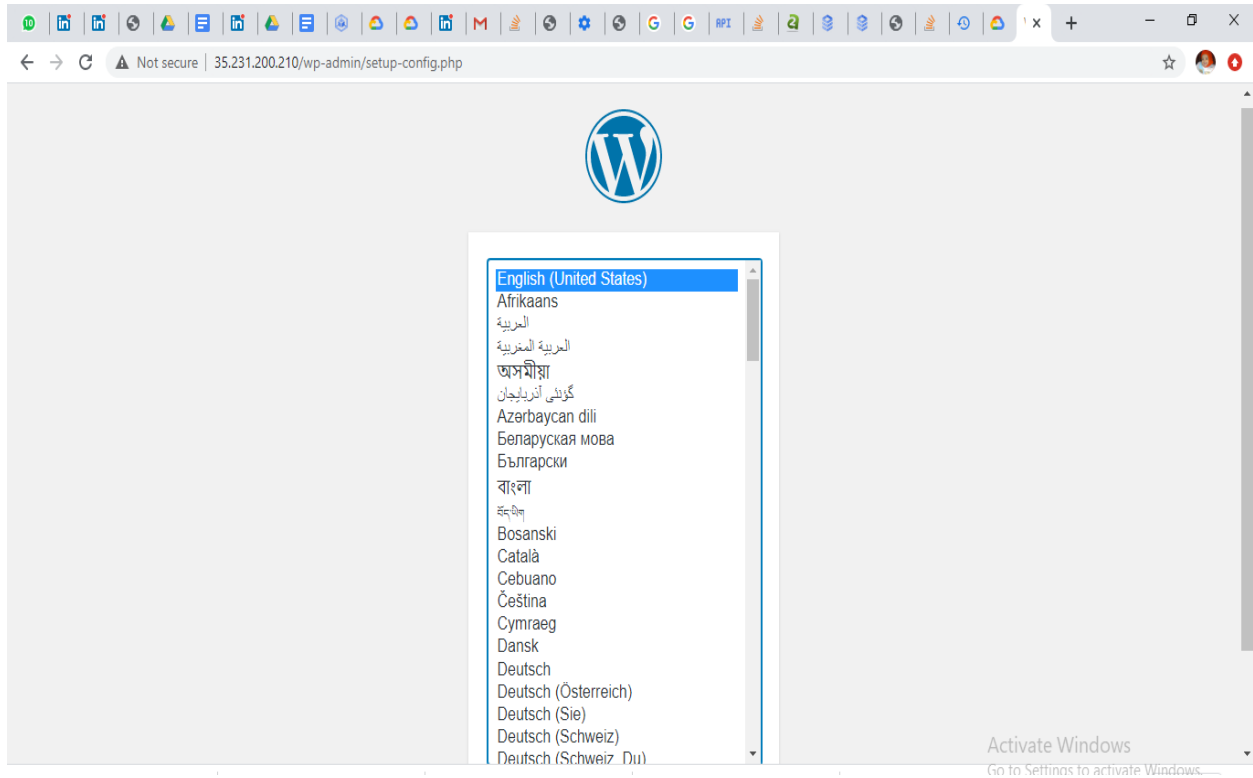 Not secure | 35.231.200.210/wp-admin/setup-config.php
English (United States)
Afrikaans
العربية
العربية المغربية
অসমীয়া
گؤنئی آذربایجان
Azərbaycan dili
Беларуская мова
Български
বাংলা
བོད་ཡིག
Bosanski
Català
Cebuano
Čeština
Cymraeg
Dansk
Deutsch
Deutsch (Österreich)
Deutsch (Sie)
Deutsch (Schweiz)
Deutsch (Schweiz, Du)
Activate Windows
Go to Settings to activate Windows.